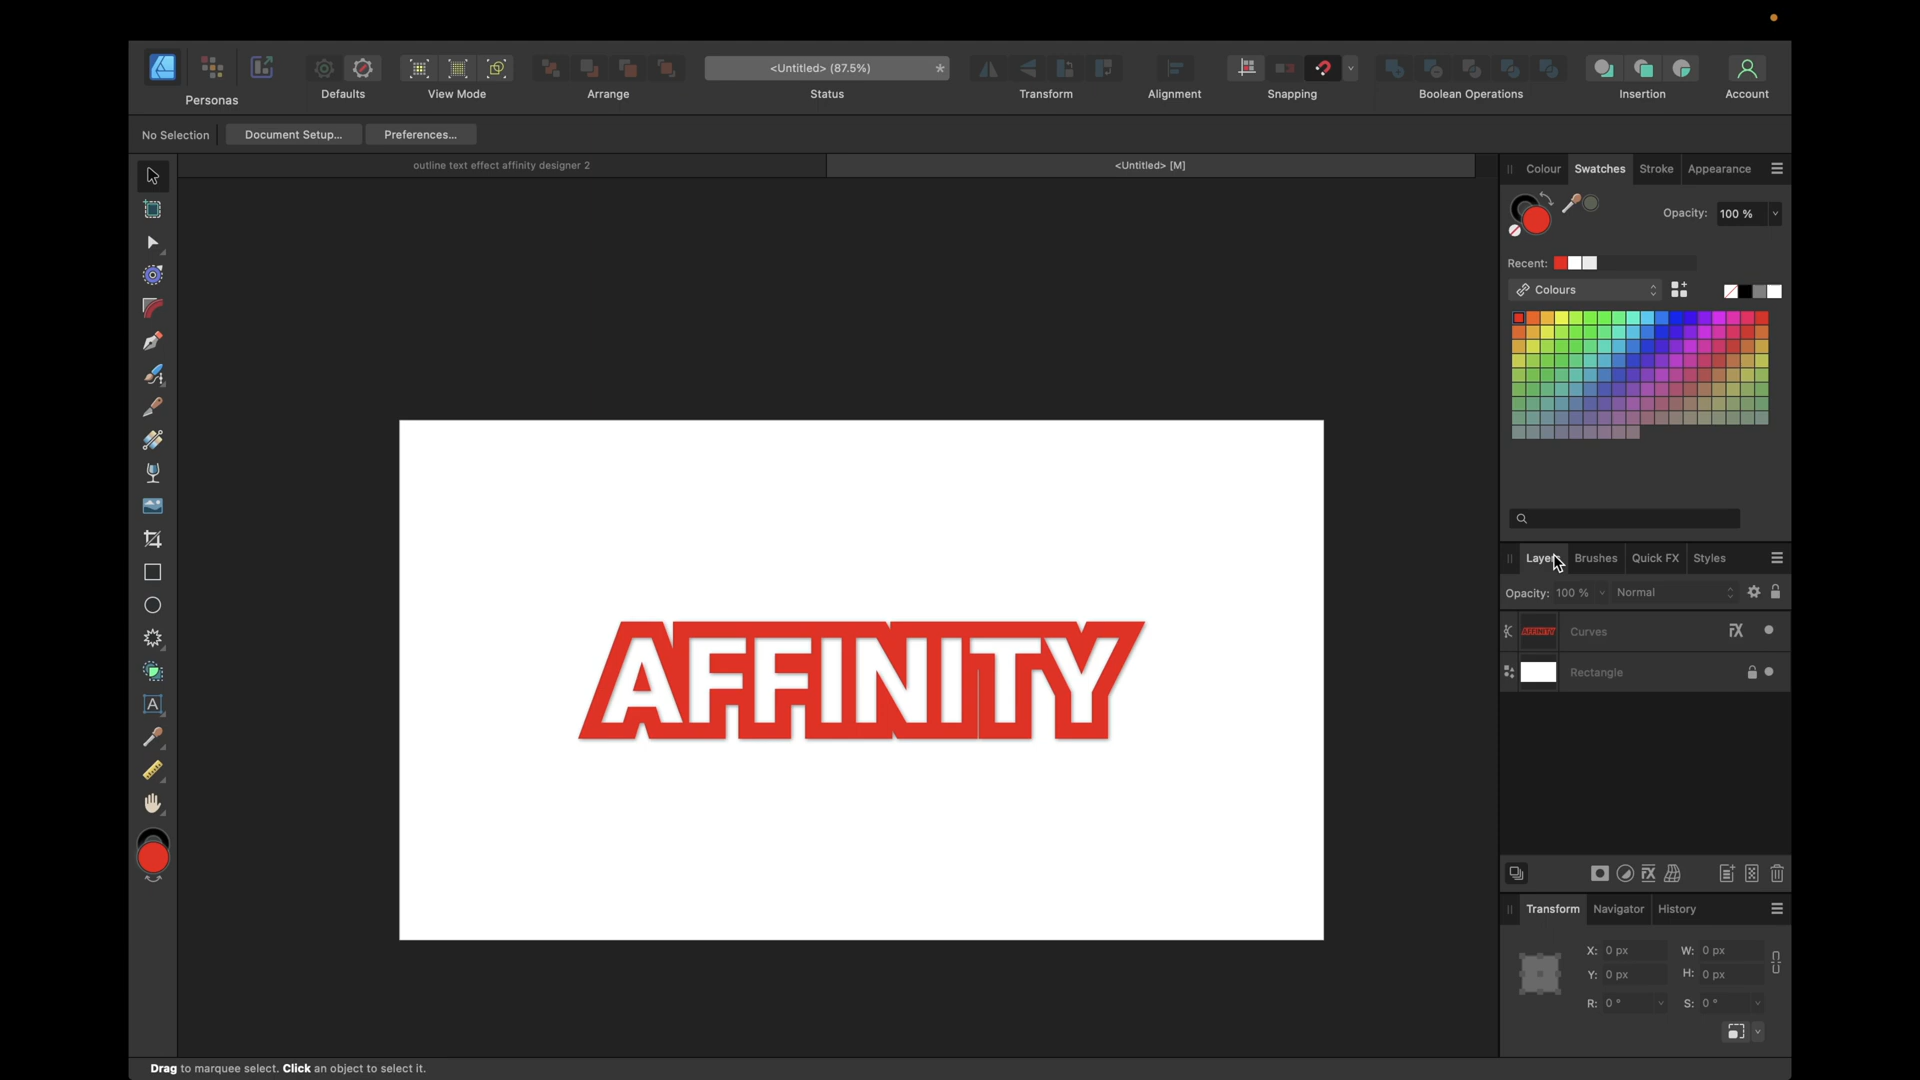 <Untitled> (87.5%)
*
Personas
Defaults
View Mode
Arrange
Status
Transform
Alignment
Snapping
Boolean Operations
Insertion
Account
No Selection
Document Setup...
Preferences...
outline text effect affinity designer 2
<Untitled> [M]
Colour
Swatches
Stroke
Appearance
Opacity:
100 %
Recent:
Colours
AFFINITY
Layers
Brushes
Quick FX
Styles
Opacity:
100 %
Normal
AFFINITY
Curves
Rectangle
Transform
Navigator
History
X: 0 px
W: 0 px
Y: 0 px
H: 0 px
R: 0 °
S: 0 °
Drag to marquee select. Click an object to select it.